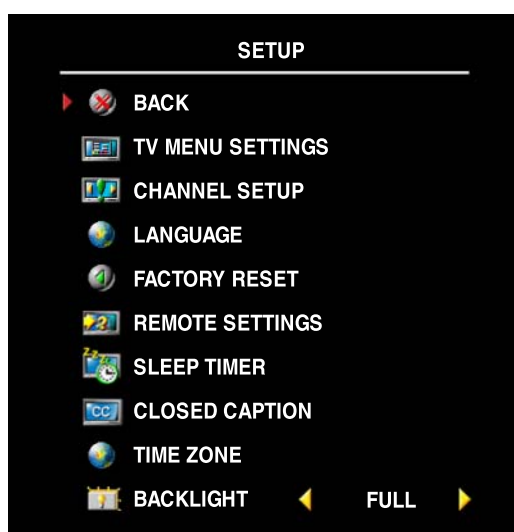 SETUP
BACK
TV MENU SETTINGS
CHANNEL SETUP
LANGUAGE
FACTORY RESET
REMOTE SETTINGS
SLEEP TIMER
CLOSED CAPTION
TIME ZONE
BACKLIGHT FULL